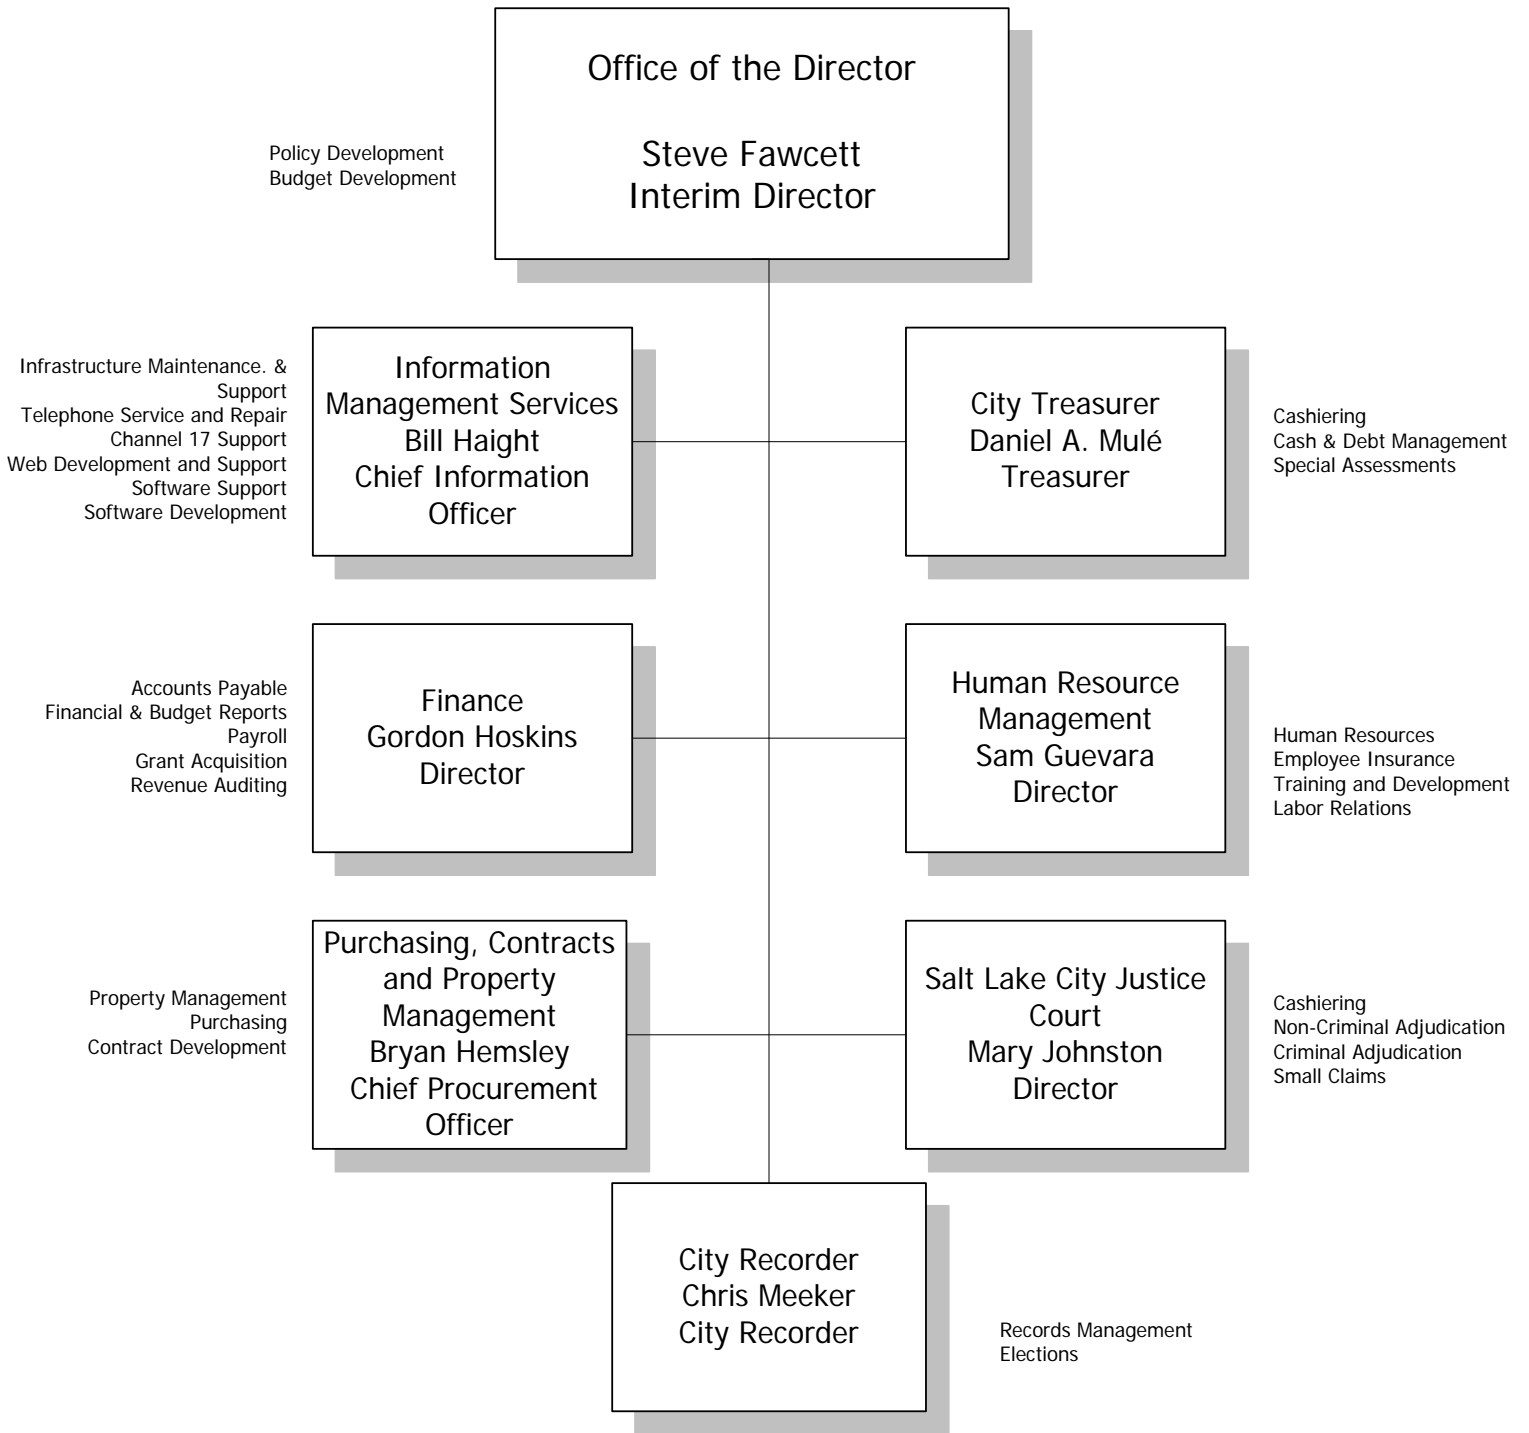 Office of the Director
Steve Fawcett
Interim Director
Policy Development
Budget Development
Infrastructure Maintenance. &
Support
Telephone Service and Repair
Channel 17 Support
Web Development and Support
Software Support
Software Development
Information
Management Services
Bill Haight
Chief Information
Officer
City Treasurer
Daniel A. Mulé
Treasurer
Cashiering
Cash & Debt Management
Special Assessments
Accounts Payable
Financial & Budget Reports
Payroll
Grant Acquisition
Revenue Auditing
Finance
Gordon Hoskins
Director
Human Resource
Management
Sam Guevara
Director
Human Resources
Employee Insurance
Training and Development
Labor Relations
Property Management
Purchasing
Contract Development
Purchasing, Contracts
and Property
Management
Bryan Hemsley
Chief Procurement
Officer
Salt Lake City Justice
Court
Mary Johnston
Director
Cashiering
Non-Criminal Adjudication
Criminal Adjudication
Small Claims
City Recorder
Chris Meeker
City Recorder
Records Management
Elections